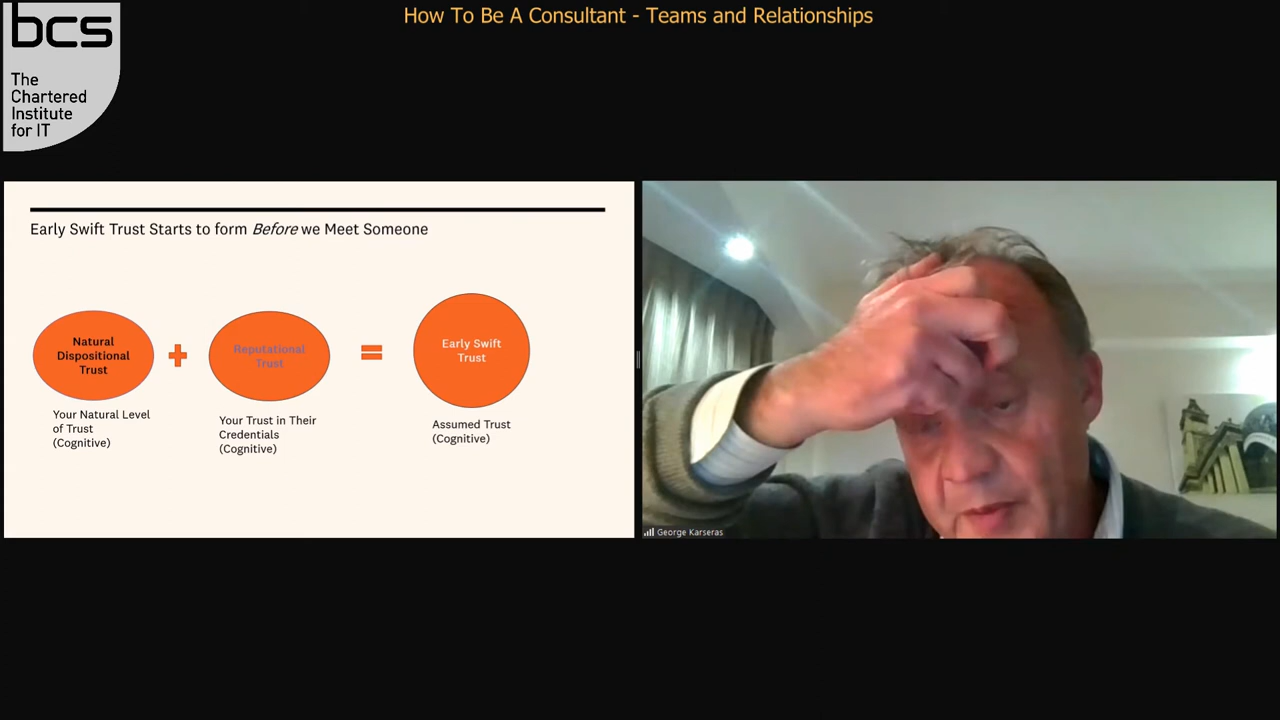 How To Be A Consultant - Teams and Relationships
bcs
The
Chartered
Institute
for IT
Early Swift Trust Starts to form Before we Meet Someone
Natural
Dispositional
Trust
Reputational
Trust
Early Swift
Trust
Your Natural Level
of Trust
(Cognitive)
Your Trust in Their
Credentials
(Cognitive)
Assumed Trust
(Cognitive)
George Karseras